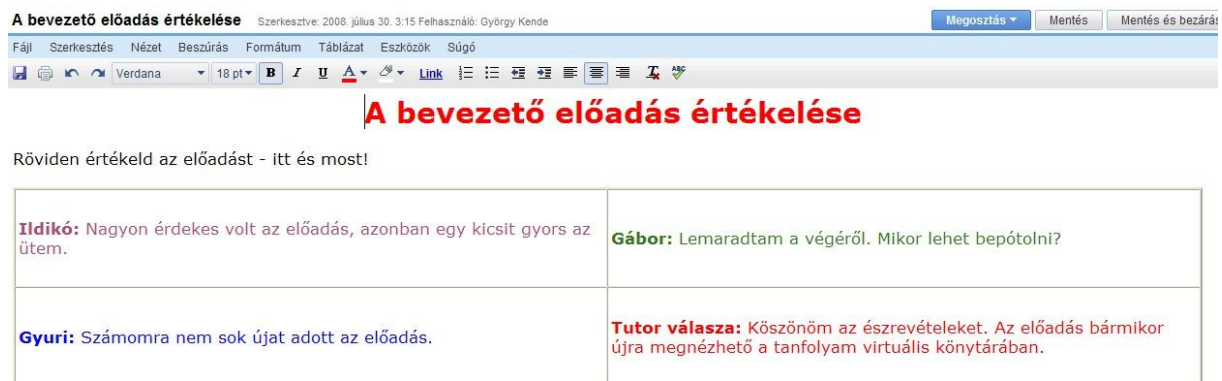 A bevezető előadás értékelése Szerkesztve: 2008. július 30. 3:15 Felhasználó: György Kende Megosztás Mentés Mentés és bezárás
Fájl Szerkesztés Nézet Beszúrás Formátum Táblázat Eszközök Súgó
Verdana 18 pt B I U A Link ABC
A bevezető előadás értékelése
Röviden értékeld az előadást - itt és most!
Ildikó: Nagyon érdekes volt az előadás, azonban egy kicsit gyors az
ütem.
Gábor: Lemaradtam a végéről. Mikor lehet bepótolni?
Gyuri: Számomra nem sok újat adott az előadás.
Tutor válasza: Köszönöm az észrevételeket. Az előadás bármikor
újra megnézhető a tanfolyam virtuális könytárában.